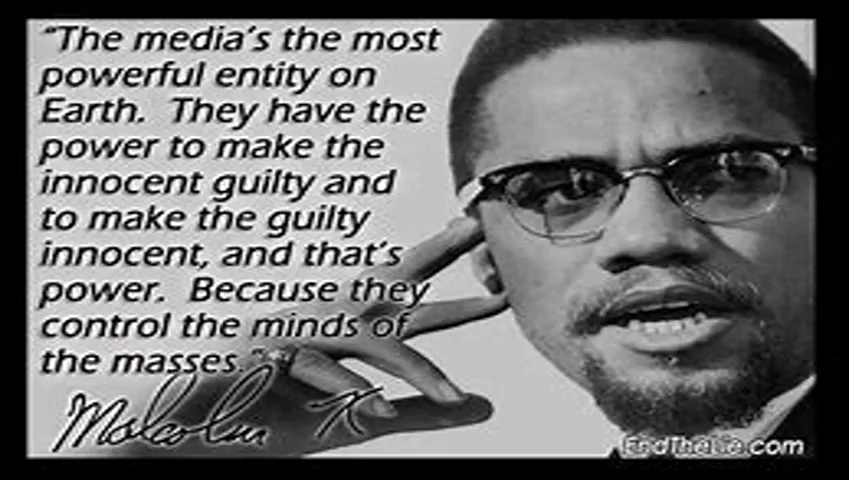 "The media's the most
powerful entity on
Earth. They have the
power to make the
innocent guilty and
to make the guilty
innocent, and that's
power. Because they
control the minds of
the masses."
Malcolm X
EndTheLie.com